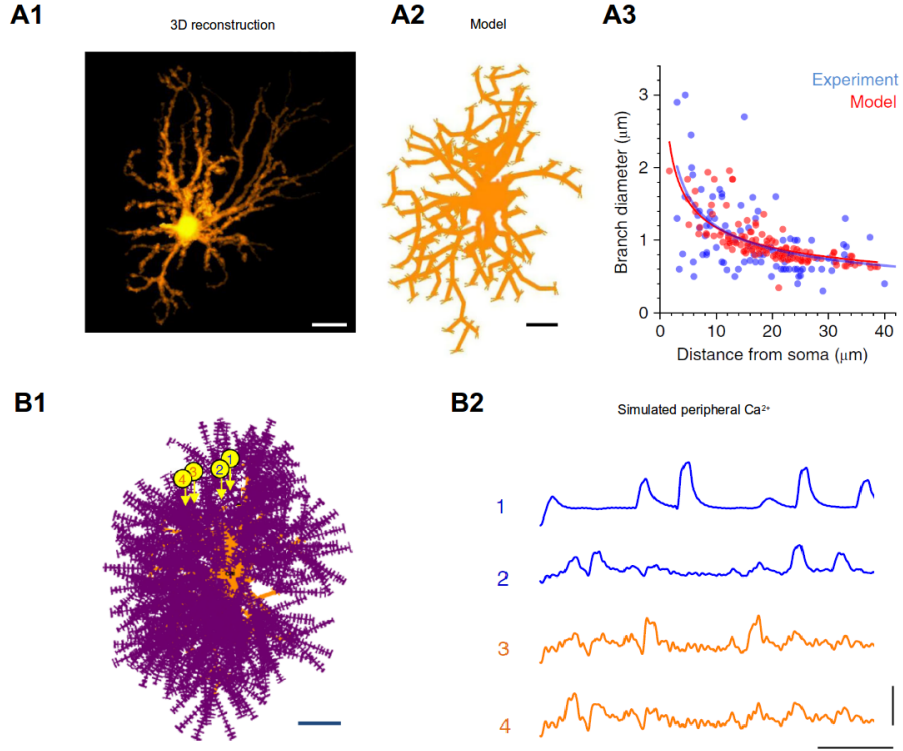 A1
3D reconstruction
A2
Model
A3
Experiment
Model
Branch diameter (μm)
3
2
1
0
0 10 20 30 40
Distance from soma (μm)
B1
1
2
3
4
B2
Simulated peripheral Ca²⁺
1
2
3
4